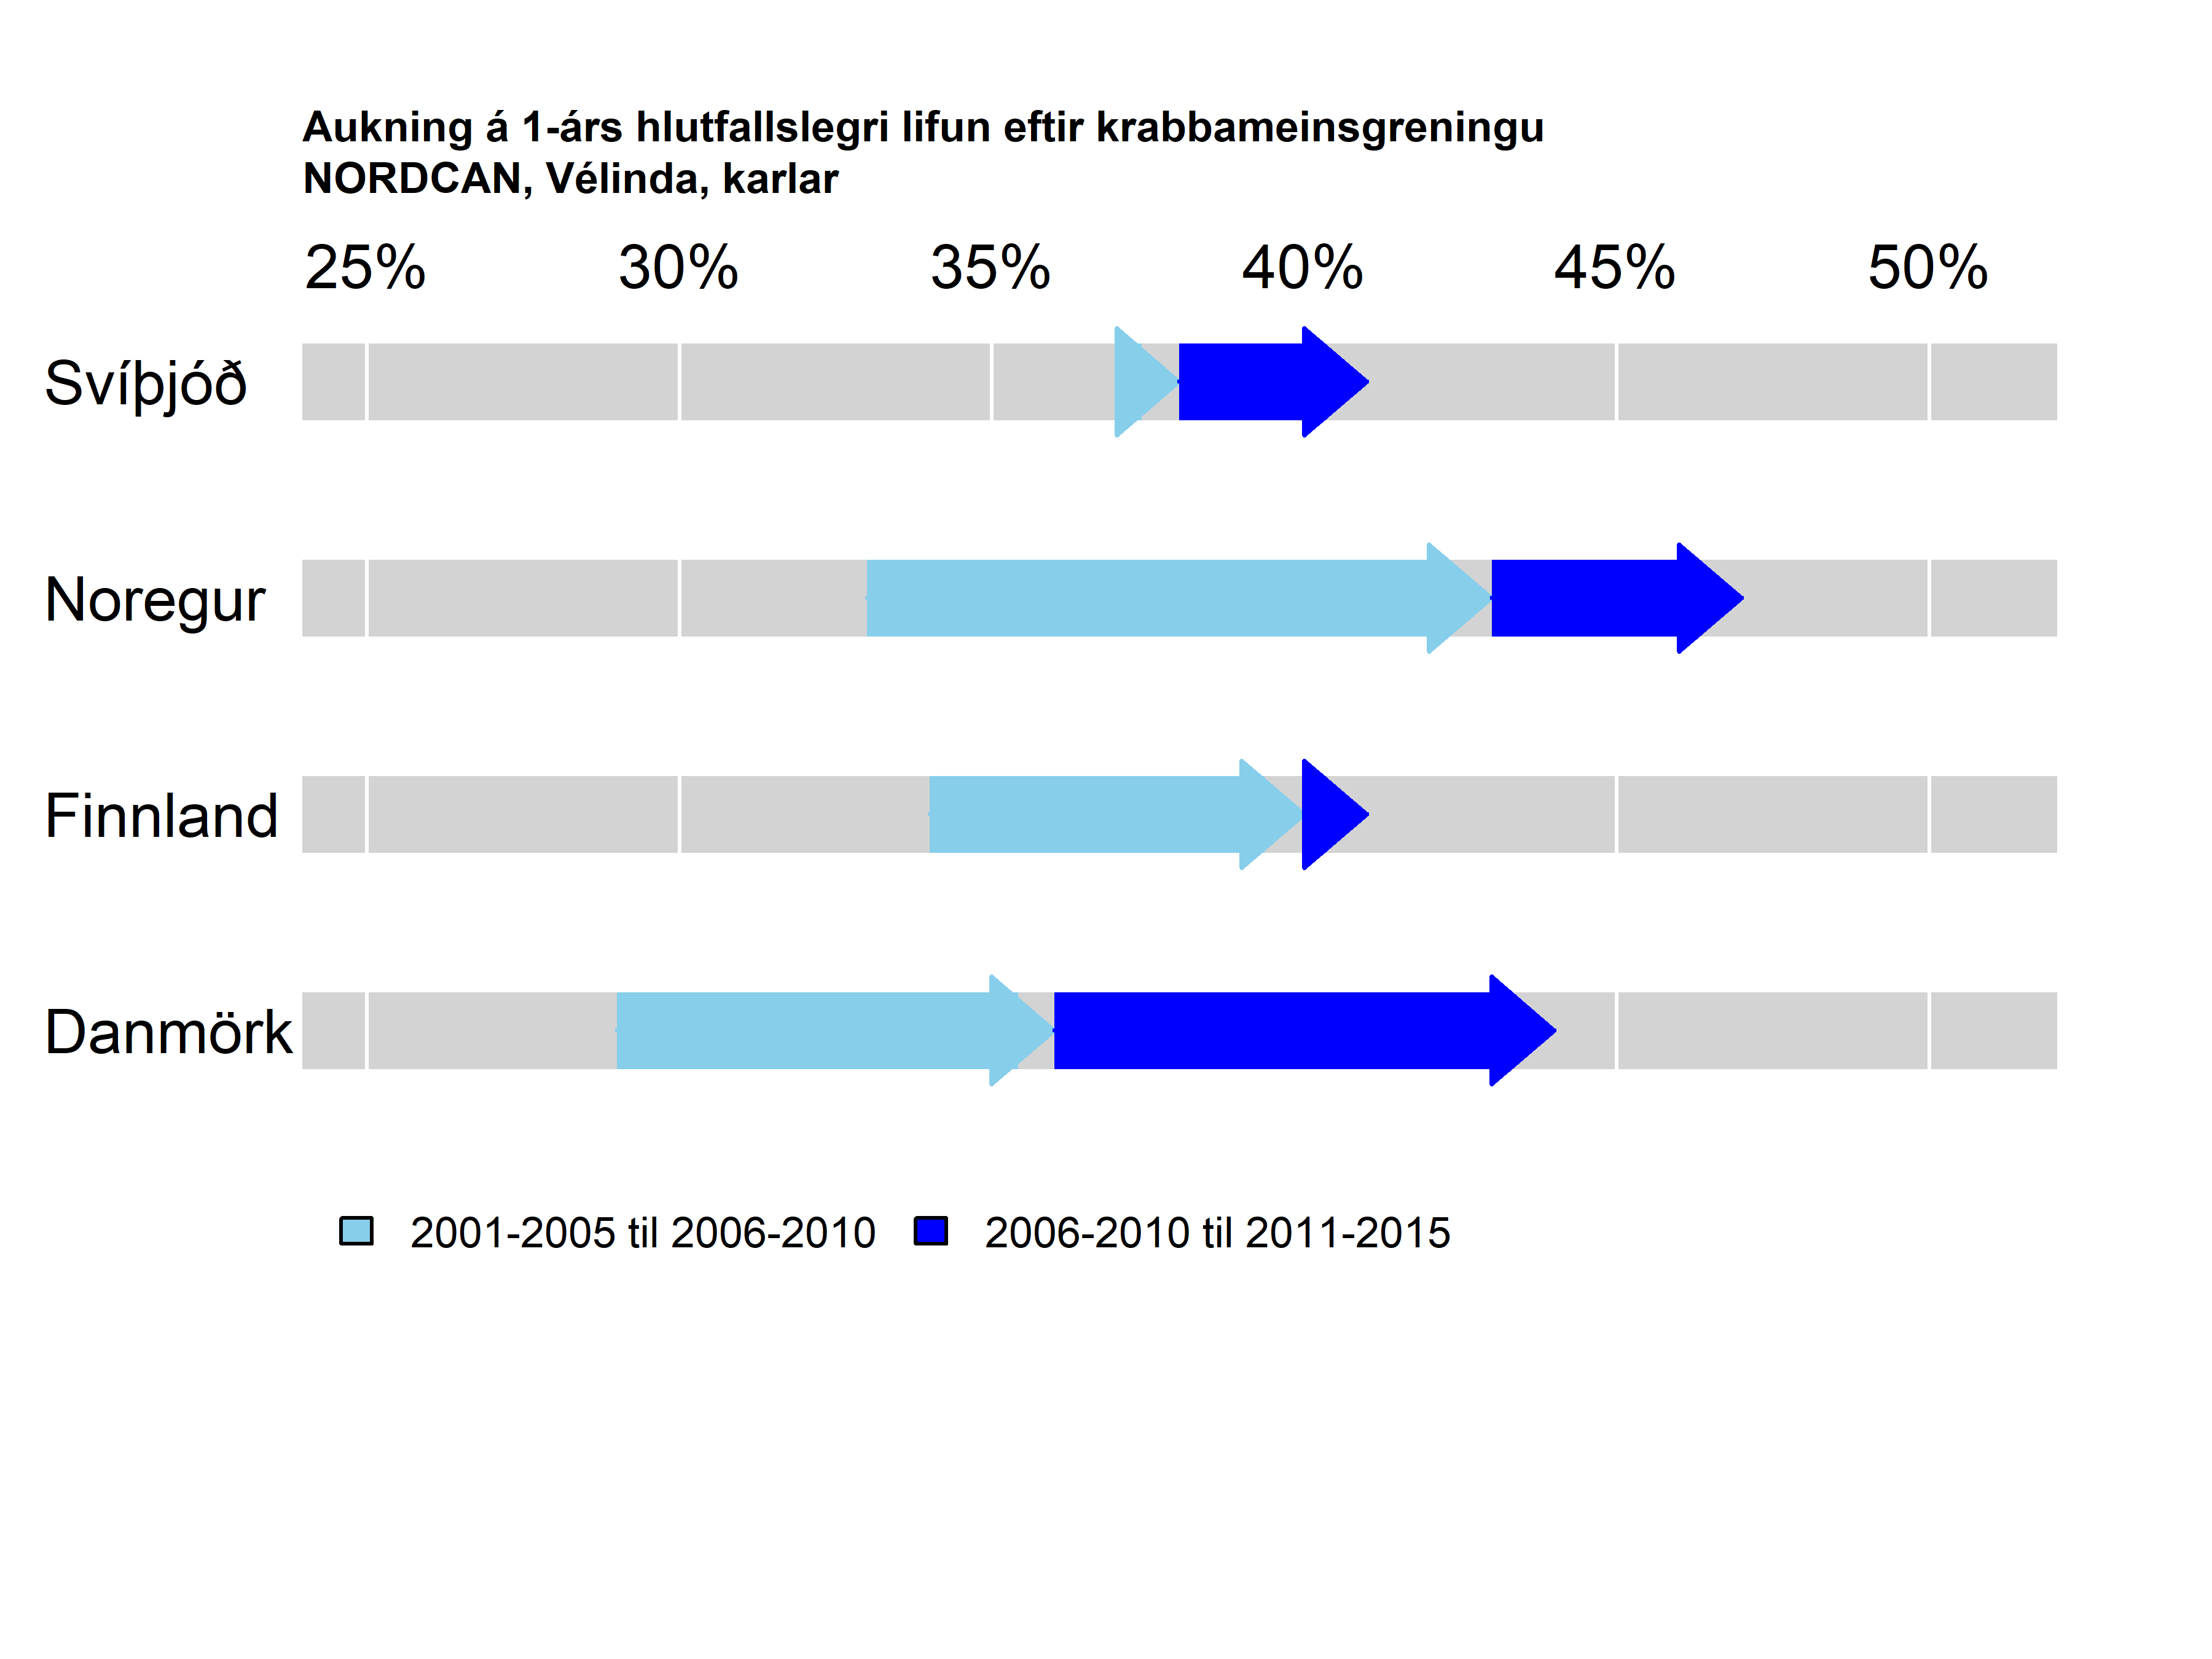 Aukning á 1-árs hlutfallslegri lifun eftir krabbameinsgreningu
NORDCAN, Vélinda, karlar
25% 30% 35% 40% 45% 50%
Svíþjóð
Noregur
Finnland
Danmörk
2001-2005 til 2006-2010 2006-2010 til 2011-2015